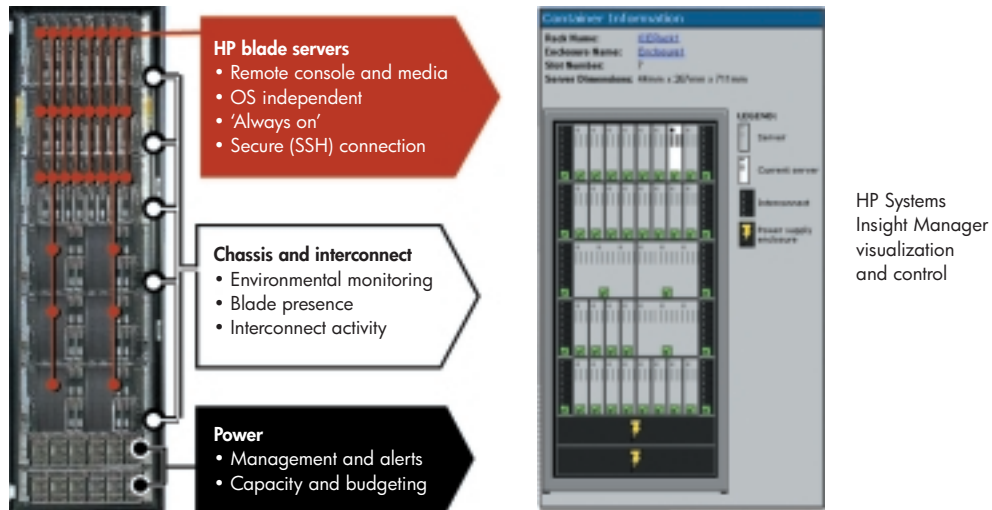 HP blade servers
• Remote console and media
• OS independent
• 'Always on'
• Secure (SSH) connection
Chassis and interconnect
• Environmental monitoring
• Blade presence
• Interconnect activity
Power
• Management and alerts
• Capacity and budgeting
Container Information
Rack Name:
Enclosure Name:
Slot Number: 7
Server Dimensions:
LEGEND:
Server
Current server
Interconnect
Power supply
enclosure
HP Systems
Insight Manager
visualization
and control